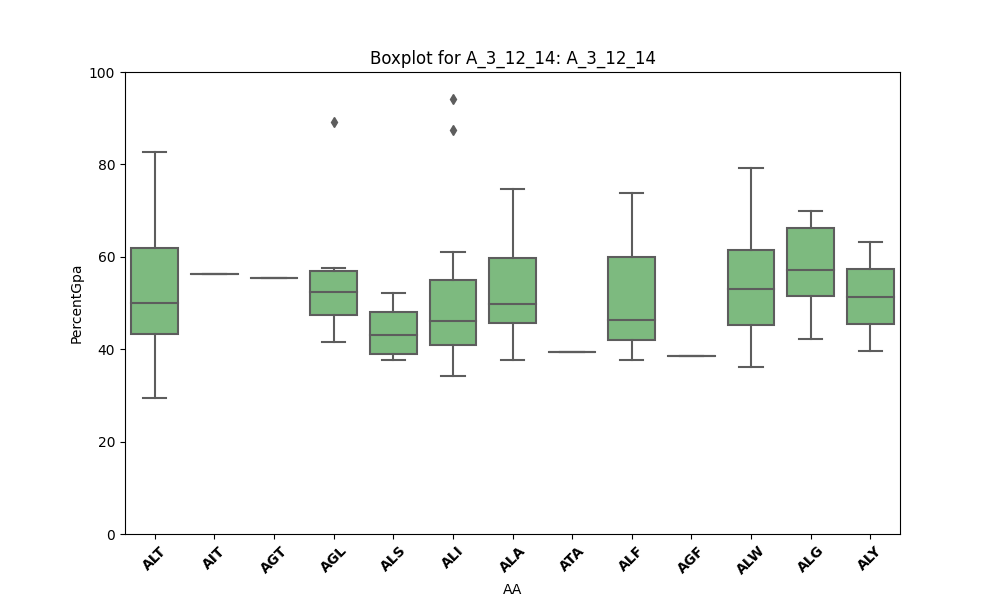 Boxplot for A_3_12_14: A_3_12_14
PercentGpa
100
80
60
40
20
0
ALT AIT AGT AGL ALS ALI ALA ATA ALF AGF ALW ALG ALY
AA